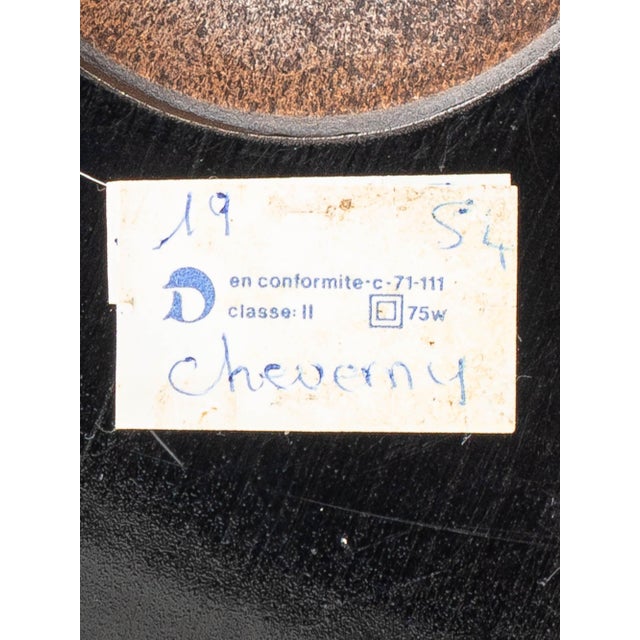 19 54
D en conformite-c-71-111
classe: II 75w
cheverny